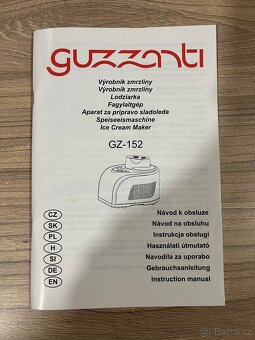 guzzanti
Výrobník zmrzliny
Výrobník zmrzliny
Lodziarka
Fagylaltgép
Aparat za pripravo sladoleda
Speiseeismaschine
Ice Cream Maker
GZ-152
CZ Návod k obsluze
SK Návod na obsluhu
PL Instrukcja obsługi
H Használati útmutató
SI Navodila za uporabo
DE Gebrauchsanleitung
EN Instruction manual
sbazar.cz